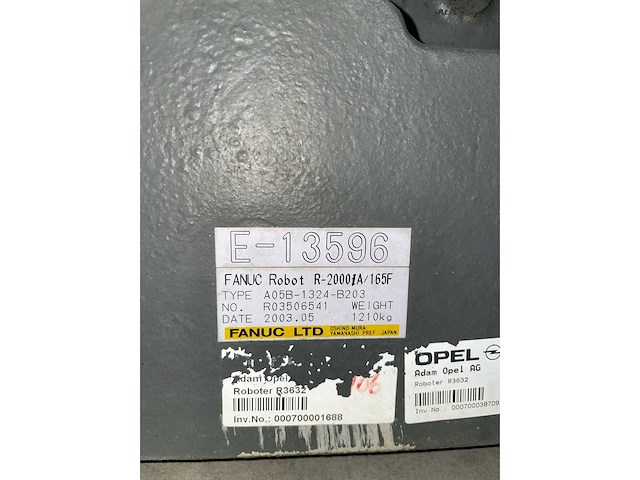 E-13596
FANUC Robot R-2000iA/165F
TYPE A05B-1324-B203
NO. R03506541 WEIGHT
DATE 2003.05 1210kg
FANUC LTD OSHINO-MURA
YAMANASHI PREF. JAPAN
Adam Opel
Roboter R3632
Inv.No.: 000700001688
106
OPEL
Adam Opel AG
Roboter R3632
Inv.No.: 000700038709